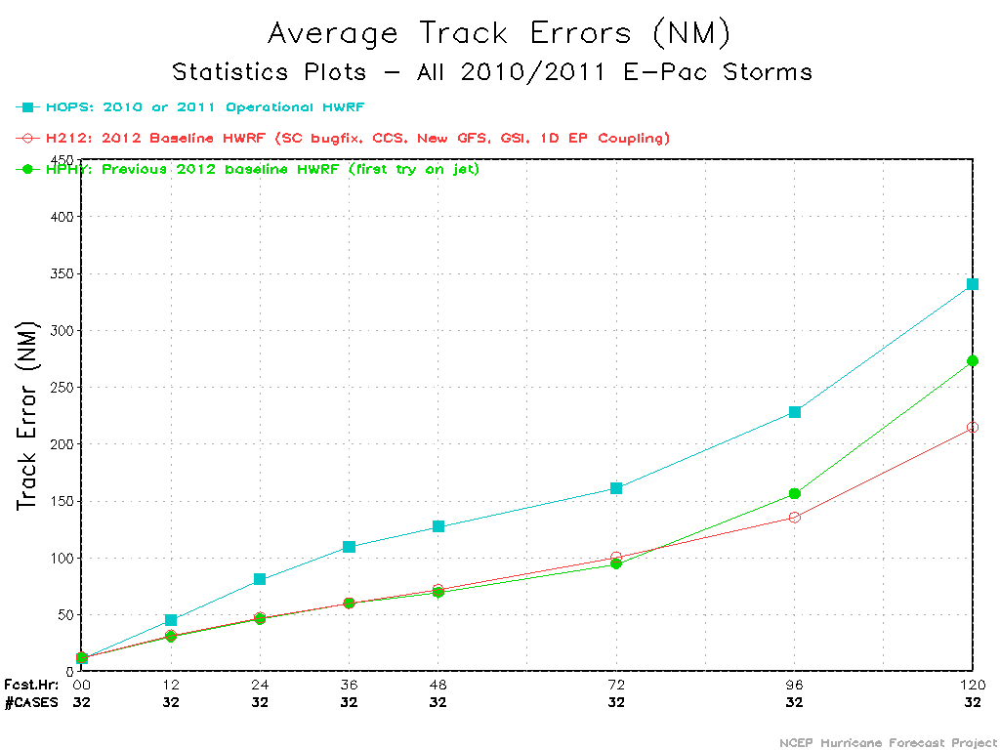 Average Track Errors (NM)
Statistics Plots - All 2010/2011 E-Pac Storms
HOPS: 2010 or 2011 Operational HWRF
H212: 2012 Baseline HWRF (SC bugfix, CCS, New GFS, GSI, 1D EP Coupling)
HPHY: Previous 2012 baseline HWRF (first try on jet)
Track Error (NM)
450
400
350
300
250
200
150
100
50
0
Fcst.Hr: 00 12 24 36 48 72 96 120
#CASES 32 32 32 32 32 32 32 32
NCEP Hurricane Forecast Project